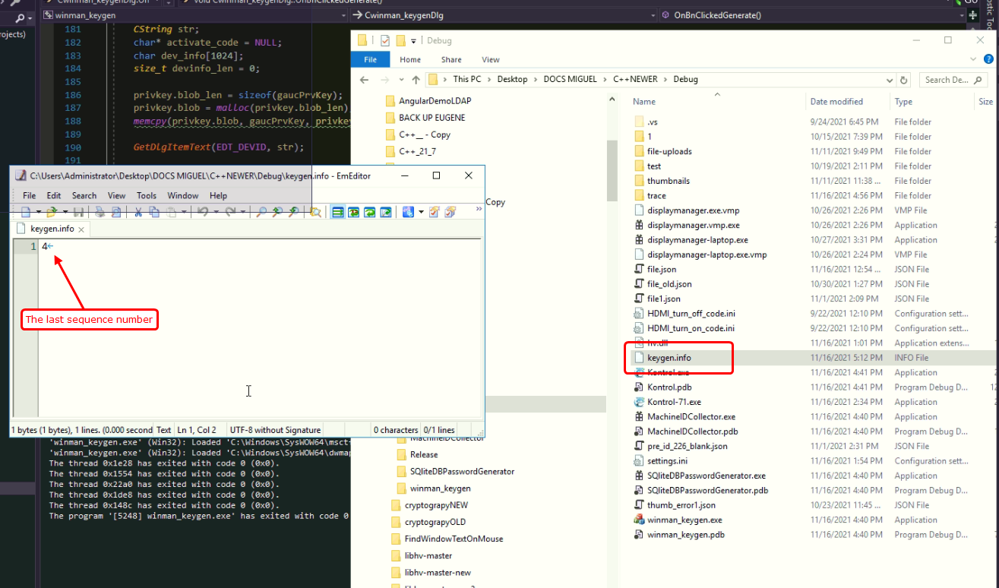 Cwinman_keygenDlg::OnBnClickedGenerate()
GO
winman_keygen
Cwinman_keygenDlg
OnBnClickedGenerate()
rojects)
181 CString str;
182 char* activate_code = NULL;
183 char dev_info[1024];
184 size_t devinfo_len = 0;
185
186 privkey.blob_len = sizeof(gaucPrvKey);
187 privkey.blob = malloc(privkey.blob_len)
188 memcpy(privkey.blob, gaucPrvKey, privkey
189
190 GetDlgItemText(EDT_DEVID, str);
191
Debug
File Home Share View
This PC > Desktop > DOCS MIGUEL > C++NEWER > Debug
Search De...
AngularDemoLDAP
BACK UP EUGENE
C++__ - Copy
C++_21_7
Copy
MachineIDCollector
Release
SQliteDBPasswordGenerator
winman_keygen
cryptograpyNEW
cryptograpyOLD
FindWindowTextOnMouse
libhv-master
libhv-master-new
Name Date modified Type Size
.vs 9/24/2021 6:45 PM File folder
1 10/15/2021 7:39 PM File folder
file-uploads 11/11/2021 9:49 PM File folder
test 10/19/2021 2:11 PM File folder
thumbnails 11/11/2021 11:38 ... File folder
trace 11/16/2021 4:56 PM File folder
displaymanager.exe.vmp 10/26/2021 2:26 PM VMP File
displaymanager.vmp.exe 10/26/2021 2:26 PM Application
displaymanager-laptop.exe 10/27/2021 3:31 PM Application
displaymanager-laptop.exe.vmp 10/26/2021 2:24 PM VMP File
file.json 11/16/2021 12:54 ... JSON File
file_old.json 10/30/2021 1:27 PM JSON File
file1.json 11/1/2021 2:09 PM JSON File
HDMI_turn_off_code.ini 9/22/2021 12:10 PM Configuration sett...
HDMI_turn_on_code.ini 9/22/2021 12:10 PM Configuration sett...
hv.dll 11/16/2021 1:01 PM Application extens...
keygen.info 11/16/2021 5:12 PM INFO File
Kontrol.exe 11/16/2021 4:41 PM Application
Kontrol.pdb 11/16/2021 4:41 PM Program Debug D...
Kontrol-71.exe 11/16/2021 2:34 PM Application
MachineIDCollector.exe 11/16/2021 4:40 PM Application
MachineIDCollector.pdb 11/16/2021 4:40 PM Program Debug D...
pre_id_226_blank.json 11/1/2021 2:31 PM JSON File
settings.ini 11/16/2021 1:54 PM Configuration sett...
SQliteDBPasswordGenerator.exe 11/16/2021 4:40 PM Application
SQliteDBPasswordGenerator.pdb 11/16/2021 4:40 PM Program Debug D...
thumb_error1.json 10/23/2021 11:45 ... JSON File
winman_keygen.exe 11/16/2021 4:40 PM Application
winman_keygen.pdb 11/16/2021 4:40 PM Program Debug D...
C:\Users\Administrator\Desktop\DOCS MIGUEL\C++NEWER\Debug\keygen.info - EmEditor
File Edit Search View Tools Window Help
keygen.info
1 4←
The last sequence number
1 bytes (1 bytes), 1 lines. (0.000 second Text Ln 1, Col 2 UTF-8 without Signature 0 characters 0/1 lines
'winman_keygen.exe' (Win32): Loaded 'C:\Windows\SysWOW64\msct
'winman_keygen.exe' (Win32): Loaded 'C:\Windows\SysWOW64\dwmap
The thread 0x1e28 has exited with code 0 (0x0).
The thread 0x1554 has exited with code 0 (0x0).
The thread 0x22a0 has exited with code 0 (0x0).
The thread 0x1de8 has exited with code 0 (0x0).
The thread 0x148c has exited with code 0 (0x0).
The program '[5248] winman_keygen.exe' has exited with code 0